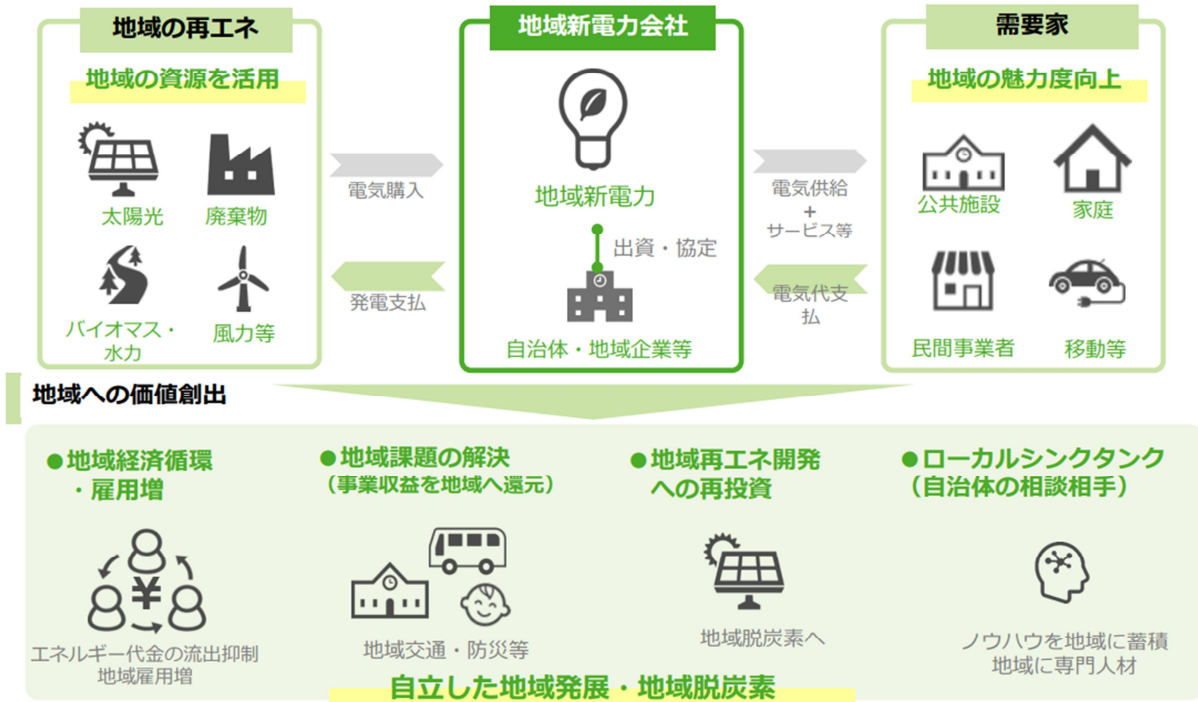 地域の再エネ
地域の資源を活用
太陽光
廃棄物
バイオマス・
水力
風力等
電気購入
発電支払
地域新電力会社
地域新電力
出資・協定
自治体・地域企業等
電気供給
+
サービス等
電気代支
払
需要家
地域の魅力度向上
公共施設
家庭
民間事業者
移動等
地域への価値創出
●地域経済循環
・雇用増
¥
エネルギー代金の流出抑制
地域雇用増
●地域課題の解決
（事業収益を地域へ還元）
地域交通・防災等
●地域再エネ開発
への再投資
地域脱炭素へ
●ローカルシンクタンク
（自治体の相談相手）
ノウハウを地域に蓄積
地域に専門人材
自立した地域発展・地域脱炭素